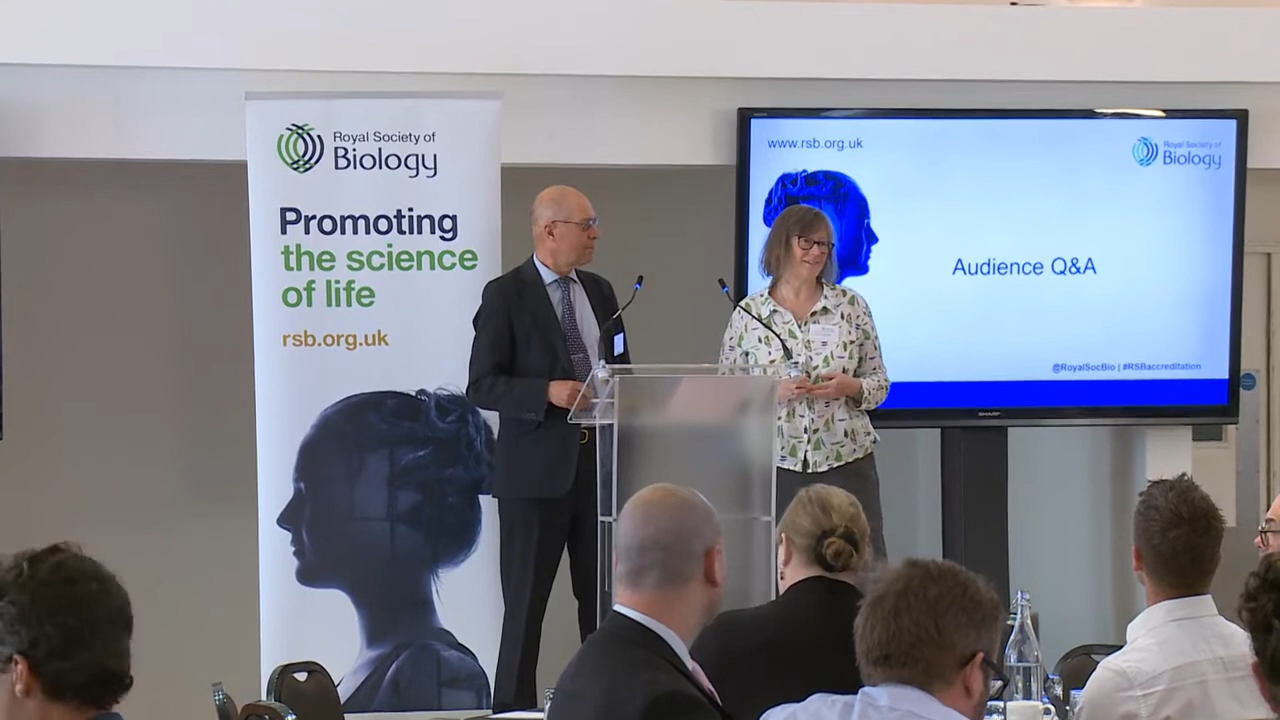 Royal Society of
Biology
Promoting
the science
of life
rsb.org.uk
www.rsb.org.uk
Royal Society of
Biology
Audience Q&A
@RoyalSocBio | #RSBaccreditation
SHARP